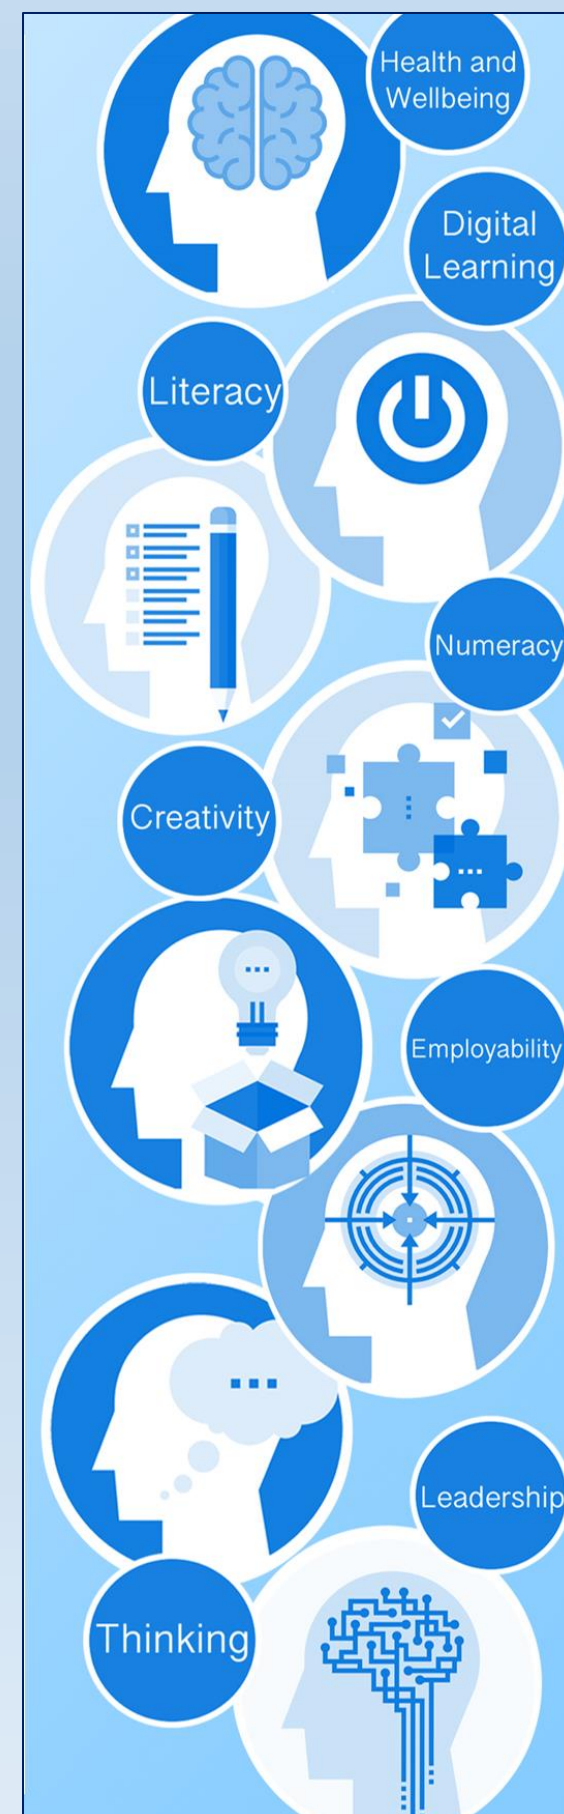 Health and
Wellbeing
Digital
Learning
Literacy
Numeracy
Creativity
Employability
Leadership
Thinking